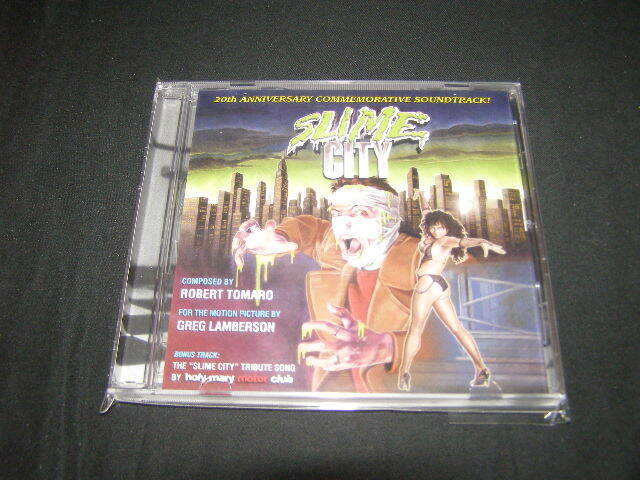 20th ANNIVERSARY COMMEMORATIVE SOUNDTRACK!
SLIME
CITY
COMPOSED BY
ROBERT TOMARO
FOR THE MOTION PICTURE BY
GREG LAMBERSON
BONUS TRACK:
THE "SLIME CITY" TRIBUTE SONG
BY holy mary motor club